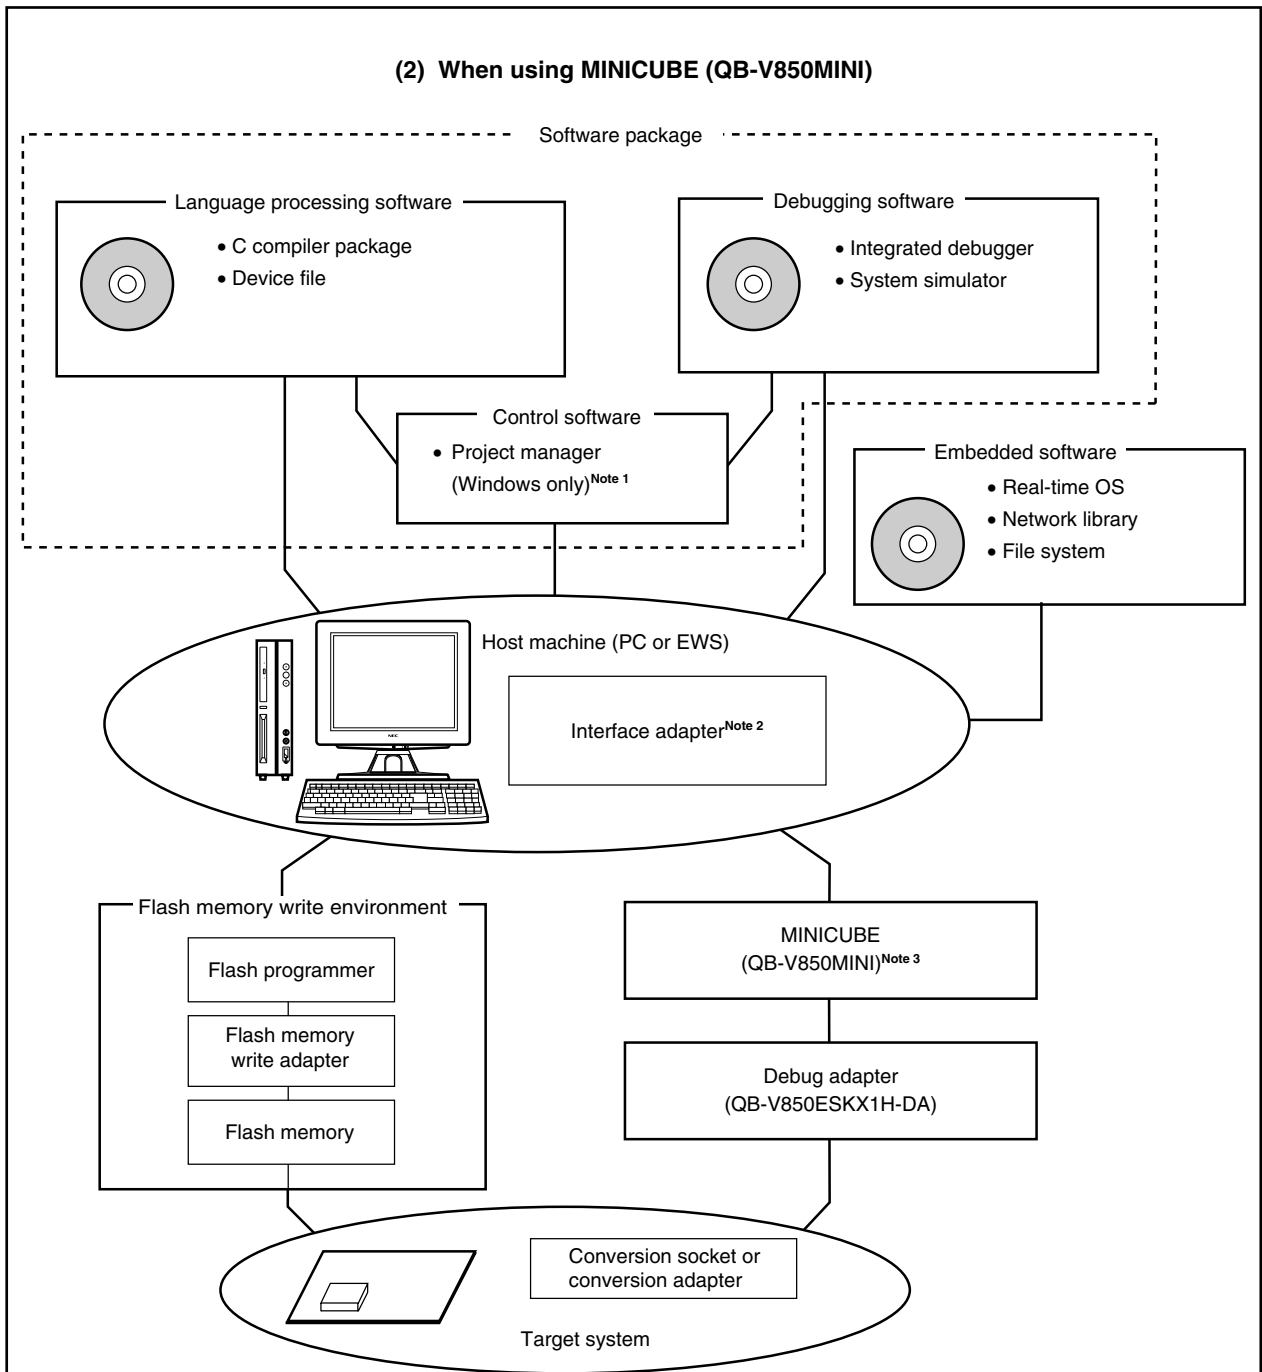 (2) When using MINICUBE (QB-V850MINI)
Software package
Language processing software
• C compiler package
• Device file
Debugging software
• Integrated debugger
• System simulator
Control software
• Project manager
(Windows only)Note 1
Embedded software
• Real-time OS
• Network library
• File system
Host machine (PC or EWS)
Interface adapterNote 2
NEC
Flash memory write environment
Flash programmer
Flash memory
write adapter
Flash memory
MINICUBE
(QB-V850MINI)Note 3
Debug adapter
(QB-V850ESKX1H-DA)
Conversion socket or
conversion adapter
Target system